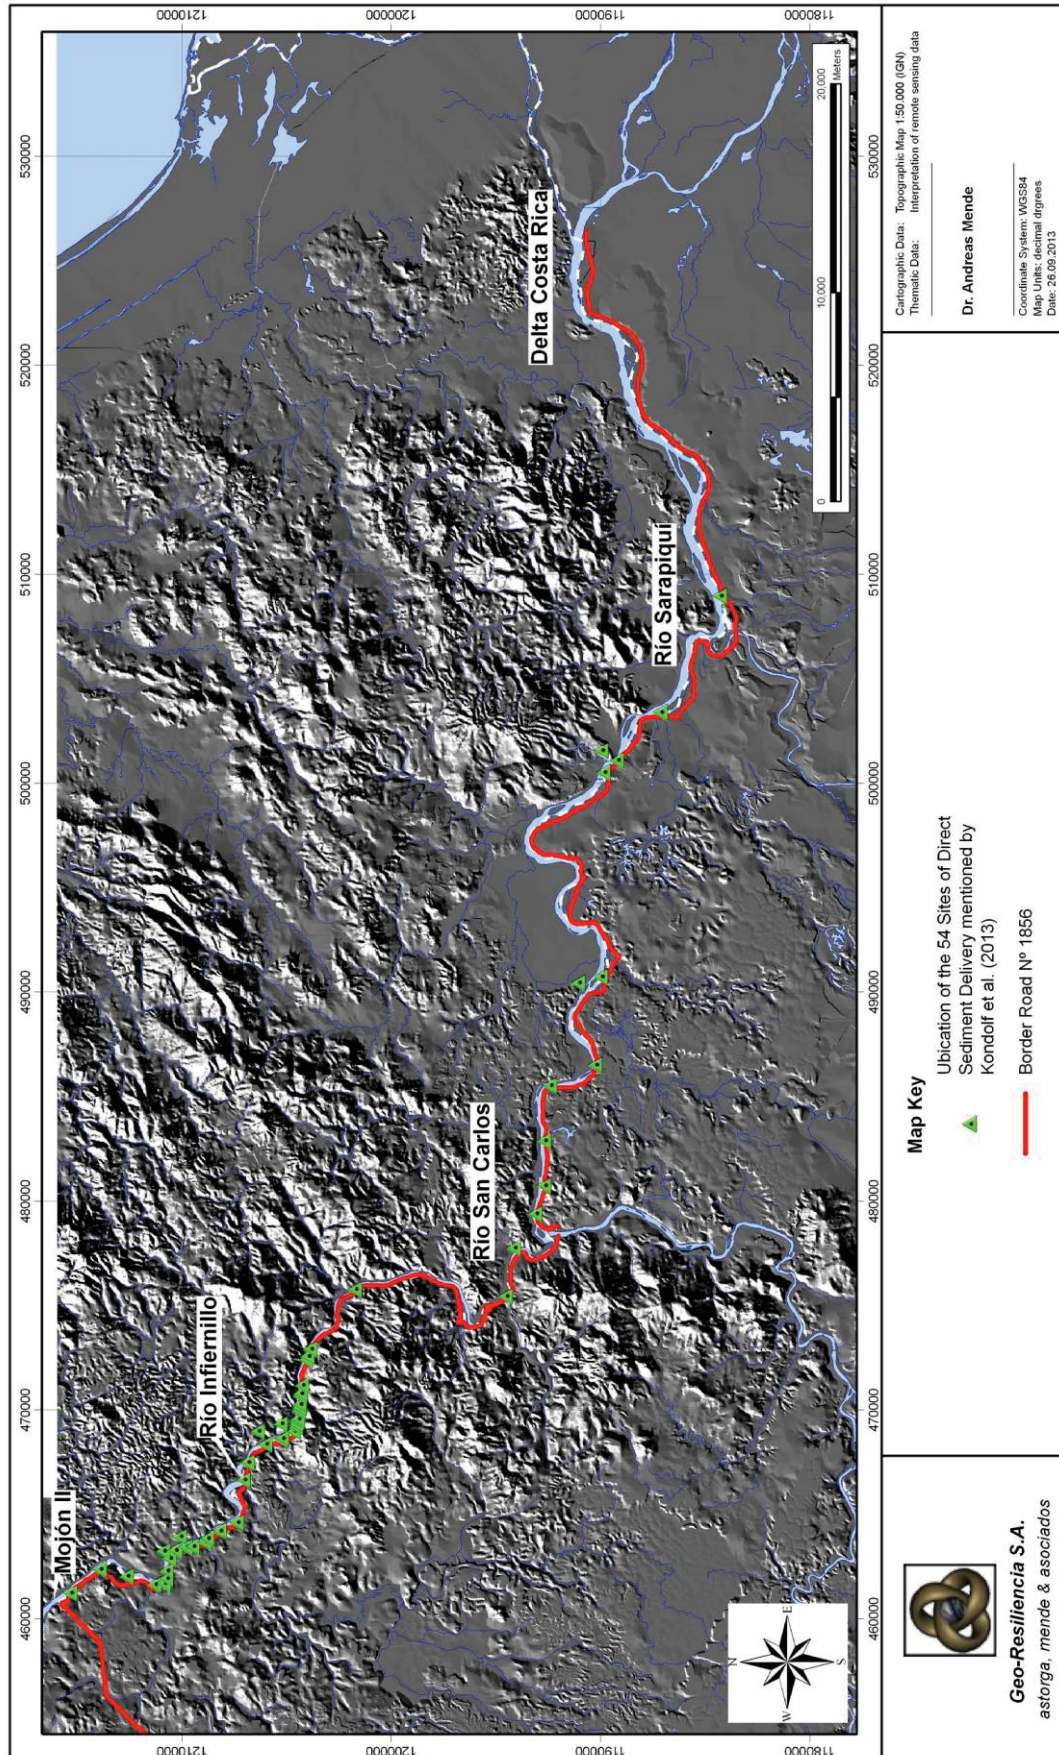 1210000
1200000
1190000
1180000
1210000
1200000
1190000
1180000
Mojón II
Río Infiernillo
Río San Carlos
Río Sarapiquí
Delta Costa Rica
N
W
E
S
0
10.000
20.000
Meters
460000
470000
480000
490000
500000
510000
520000
530000
Geo-Resiliencia S.A.
astorga, mende & asociados
Map Key
Ubication of the 54 Sites of Direct
Sediment Delivery mentioned by
Kondolf et al. (2013)
Border Road Nº 1856
Cartographic Data: Topographic Map 1:50.000 (IGN)
Thematic Data: Interpretation of remote sensing data
Dr. Andreas Mende
Coordinate System: WGS84
Map Units: decimal drgrees
Date: 26.09.2013